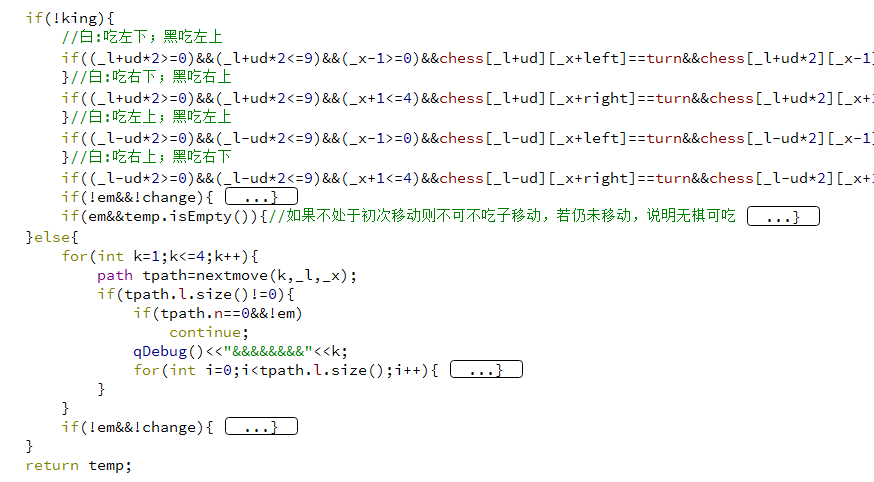 if(!king){
//白:吃左下；黑吃左上
if((_l+ud*2>=0)&&(_l+ud*2<=9)&&(_x-1>=0)&&chess[_l+ud][_x+left]==turn&&chess[_l+ud*2][_x-1]
}//白:吃右下；黑吃右上
if((_l+ud*2>=0)&&(_l+ud*2<=9)&&(_x+1<=4)&&chess[_l+ud][_x+right]==turn&&chess[_l+ud*2][_x+1
}//白:吃左上；黑吃左上
if((_l-ud*2>=0)&&(_l-ud*2<=9)&&(_x-1>=0)&&chess[_l-ud][_x+left]==turn&&chess[_l-ud*2][_x-1]
}//白:吃右上；黑吃右下
if((_l-ud*2>=0)&&(_l-ud*2<=9)&&(_x+1<=4)&&chess[_l-ud][_x+right]==turn&&chess[_l-ud*2][_x+1
if(!em&&!change){ ...}
if(em&&temp.isEmpty()){//如果不处于初次移动则不可不吃子移动，若仍未移动，说明无棋可吃 ...}
}else{
for(int k=1;k<=4;k++){
path tpath=nextmove(k,_l,_x);
if(tpath.l.size()!=0){
if(tpath.n==0&&!em)
continue;
qDebug()<<"&&&&&&&&"<<k;
for(int i=0;i<tpath.l.size();i++){ ...}
}
}
if(!em&&!change){ ...}
}
return temp;